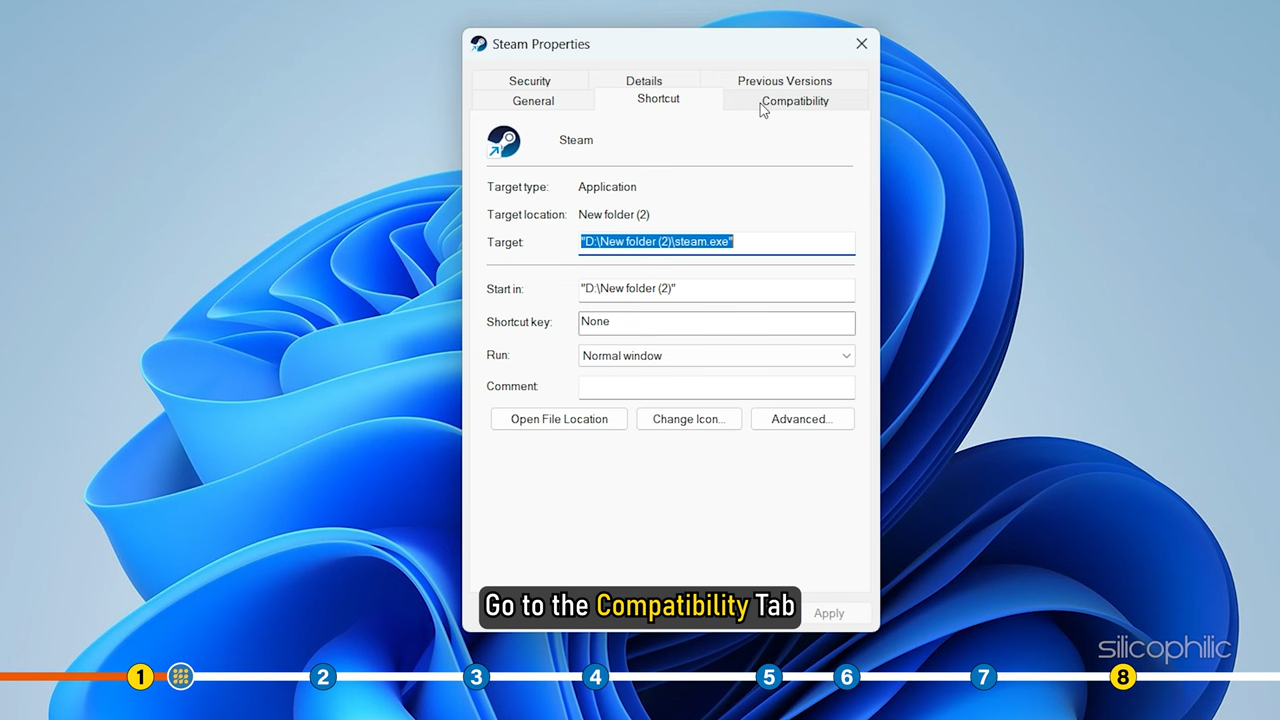 Steam Properties
Security Details Previous Versions
General Shortcut Compatibility
Steam
Target type: Application
Target location: New folder (2)
Target: "D:\New folder (2)\steam.exe"
Start in: "D:\New folder (2)"
Shortcut key: None
Run: Normal window
Comment:
Open File Location Change Icon... Advanced...
Go to the Compatibility Tab
Apply
silicophilic
1 2 3 4 5 6 7 8